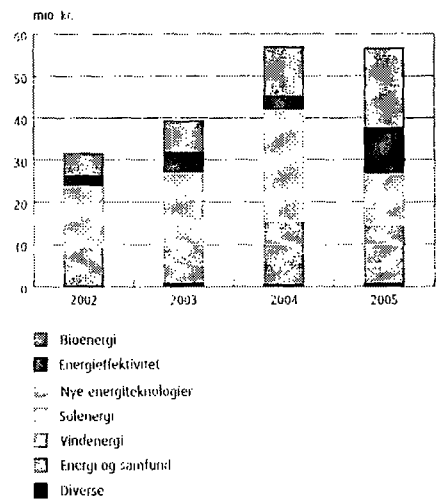 mio kr.
60
50
40
30
20
10
0
2002 2003 2004 2005
Bioenergi
Energieffektivitet
Nye energiteknologier
Solenergi
Vindenergi
Energi og samfund
Diverse